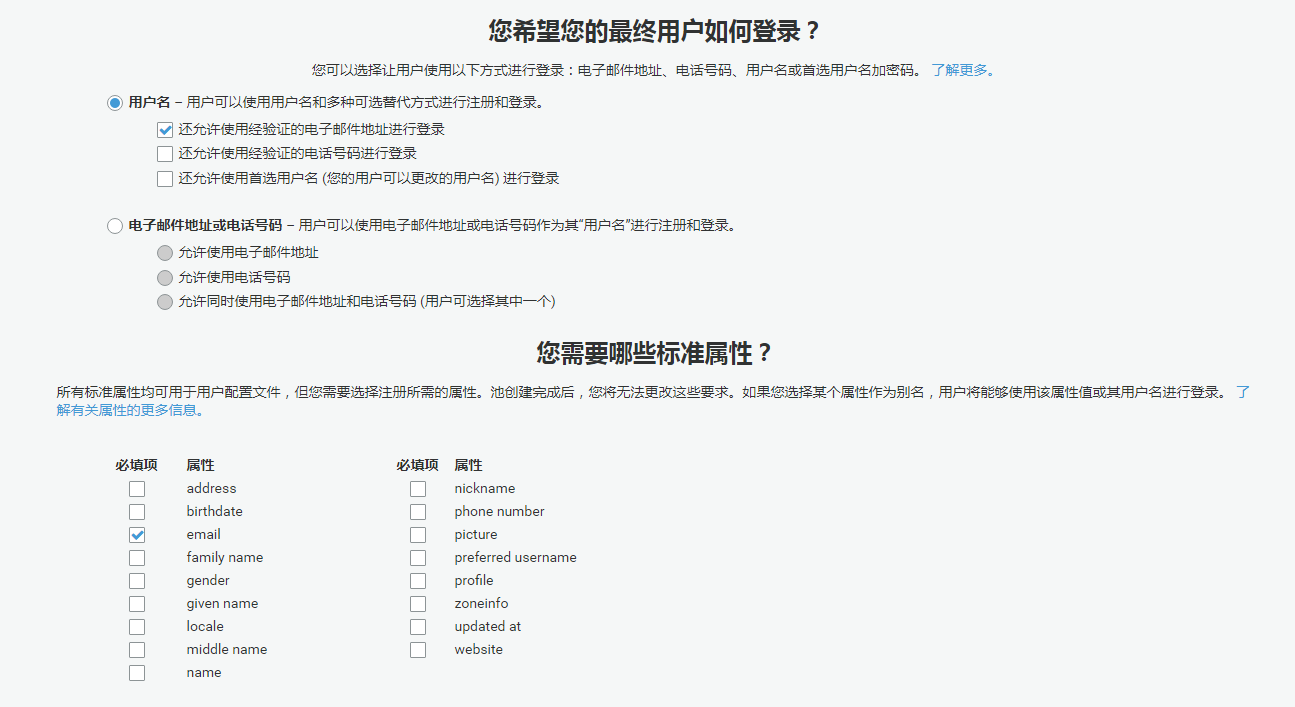 您希望您的最终用户如何登录？
您可以选择让用户使用以下方式进行登录：电子邮件地址、电话号码、用户名或首选用户名加密码。 了解更多。
用户名 – 用户可以使用用户名和多种可选替代方式进行注册和登录。
还允许使用经验证的电子邮件地址进行登录
还允许使用经验证的电话号码进行登录
还允许使用首选用户名 (您的用户可以更改的用户名) 进行登录
电子邮件地址或电话号码 – 用户可以使用电子邮件地址或电话号码作为其“用户名”进行注册和登录。
允许使用电子邮件地址
允许使用电话号码
允许同时使用电子邮件地址和电话号码 (用户可选择其中一个)
您需要哪些标准属性？
所有标准属性均可用于用户配置文件，但您需要选择注册所需的属性。池创建完成后，您将无法更改这些要求。如果您选择某个属性作为别名，用户将能够使用该属性值或其用户名进行登录。 了
解有关属性的更多信息。
必填项 属性
address
birthdate
email
family name
gender
given name
locale
middle name
name
必填项 属性
nickname
phone number
picture
preferred username
profile
zoneinfo
updated at
website